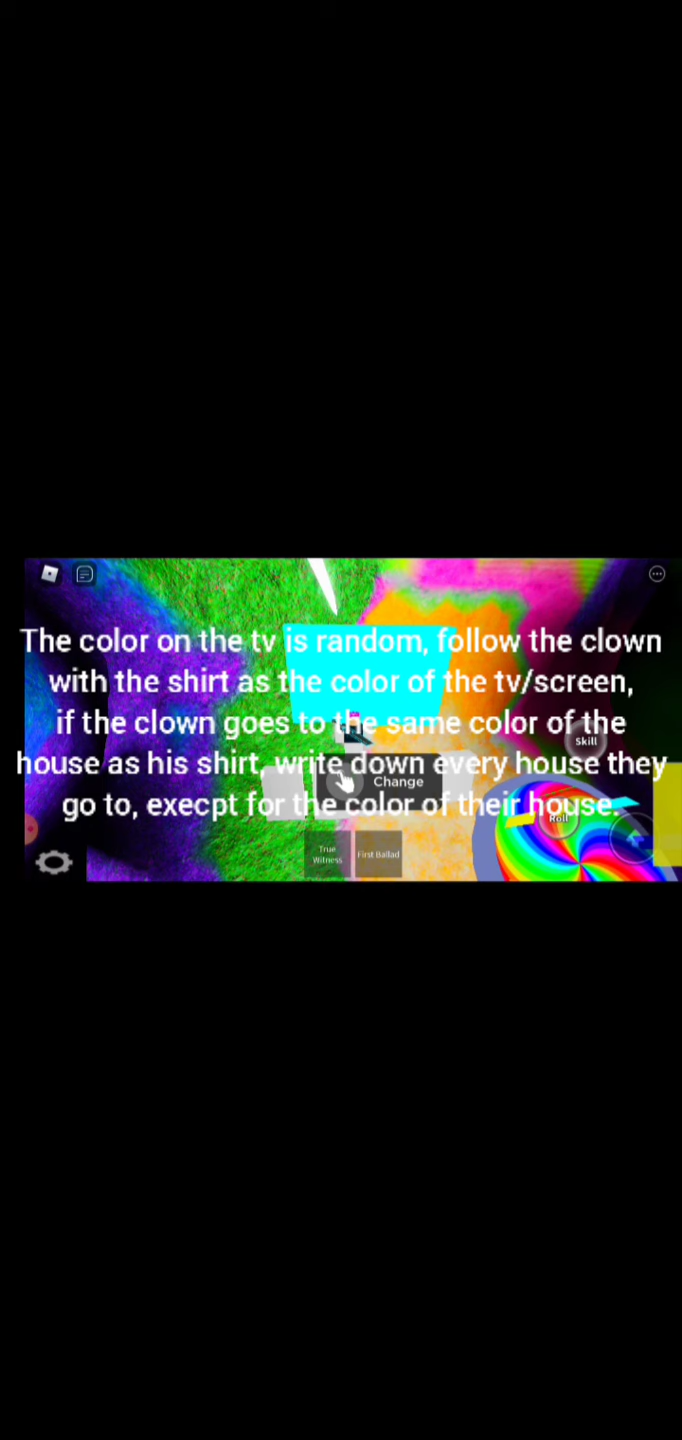 The color on the tv is random, follow the clown
with the shirt as the color of the tv/screen,
if the clown goes to the same color of the
Skill
house as his shirt, write down every house they
Change
go to, execpt for the color of their house.
Roll
True
Witness
First Ballad